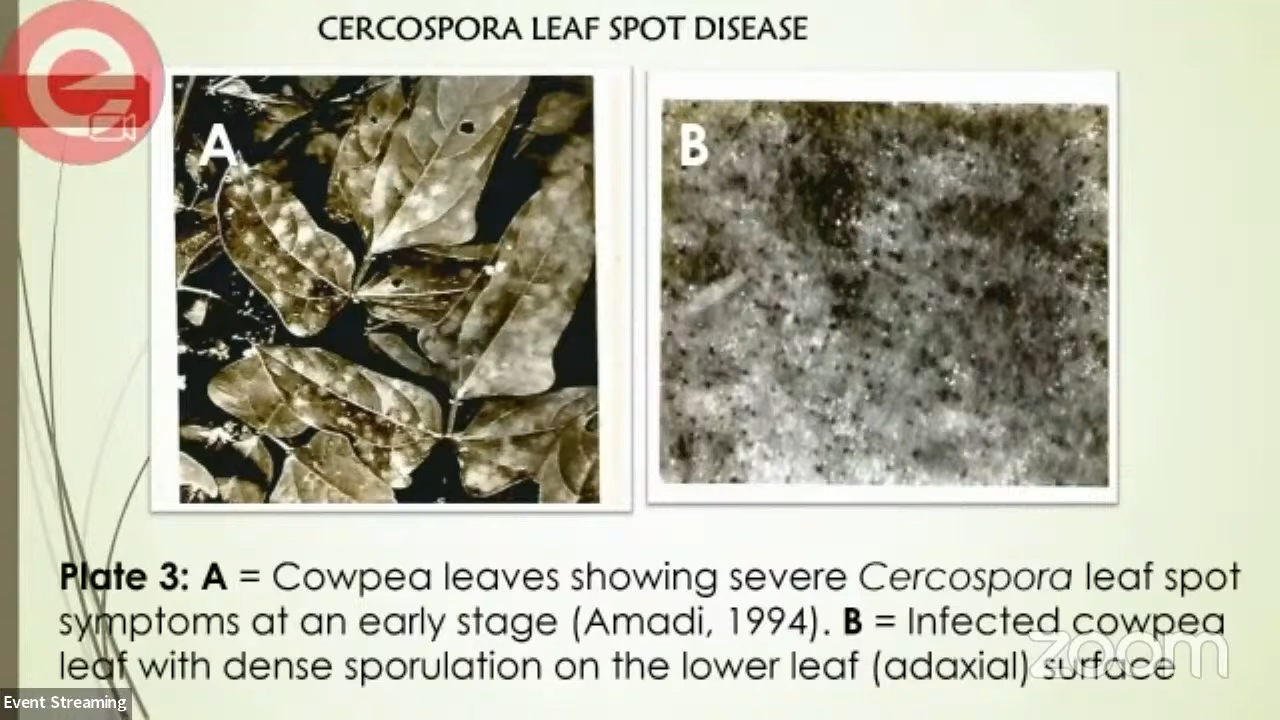 CERCOSPORA LEAF SPOT DISEASE
A
B
Plate 3: A = Cowpea leaves showing severe Cercospora leaf spot
symptoms at an early stage (Amadi, 1994). B = Infected cowpea
leaf with dense sporulation on the lower leaf (adaxial) surface
zoom
Event Streaming